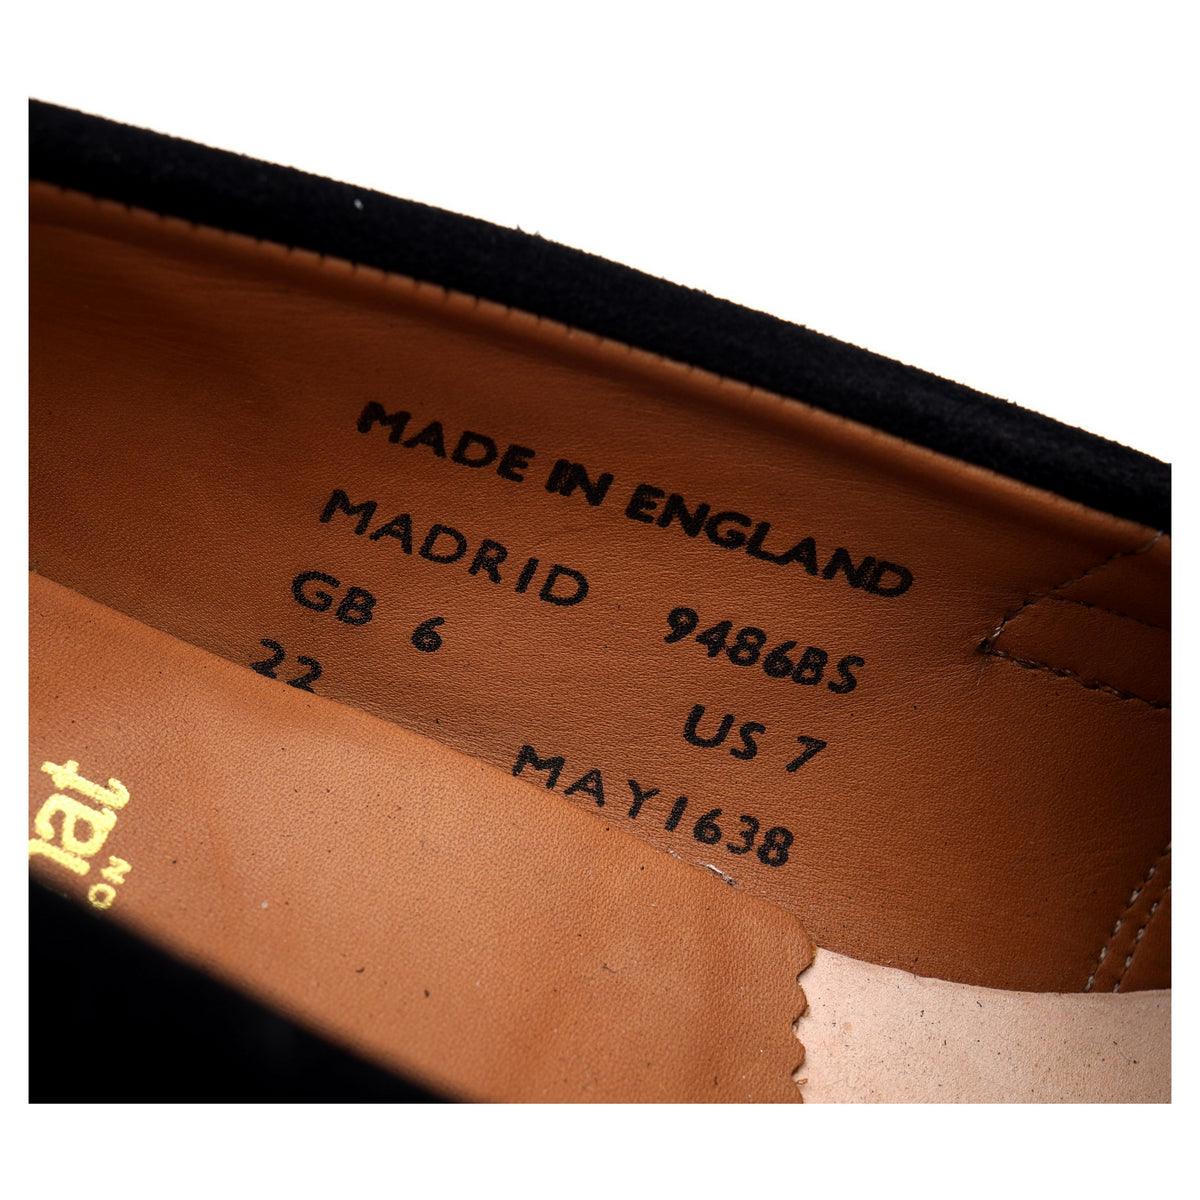 MADE IN ENGLAND
MADRID 9486BS
GB 6 US 7
22 MAY1638